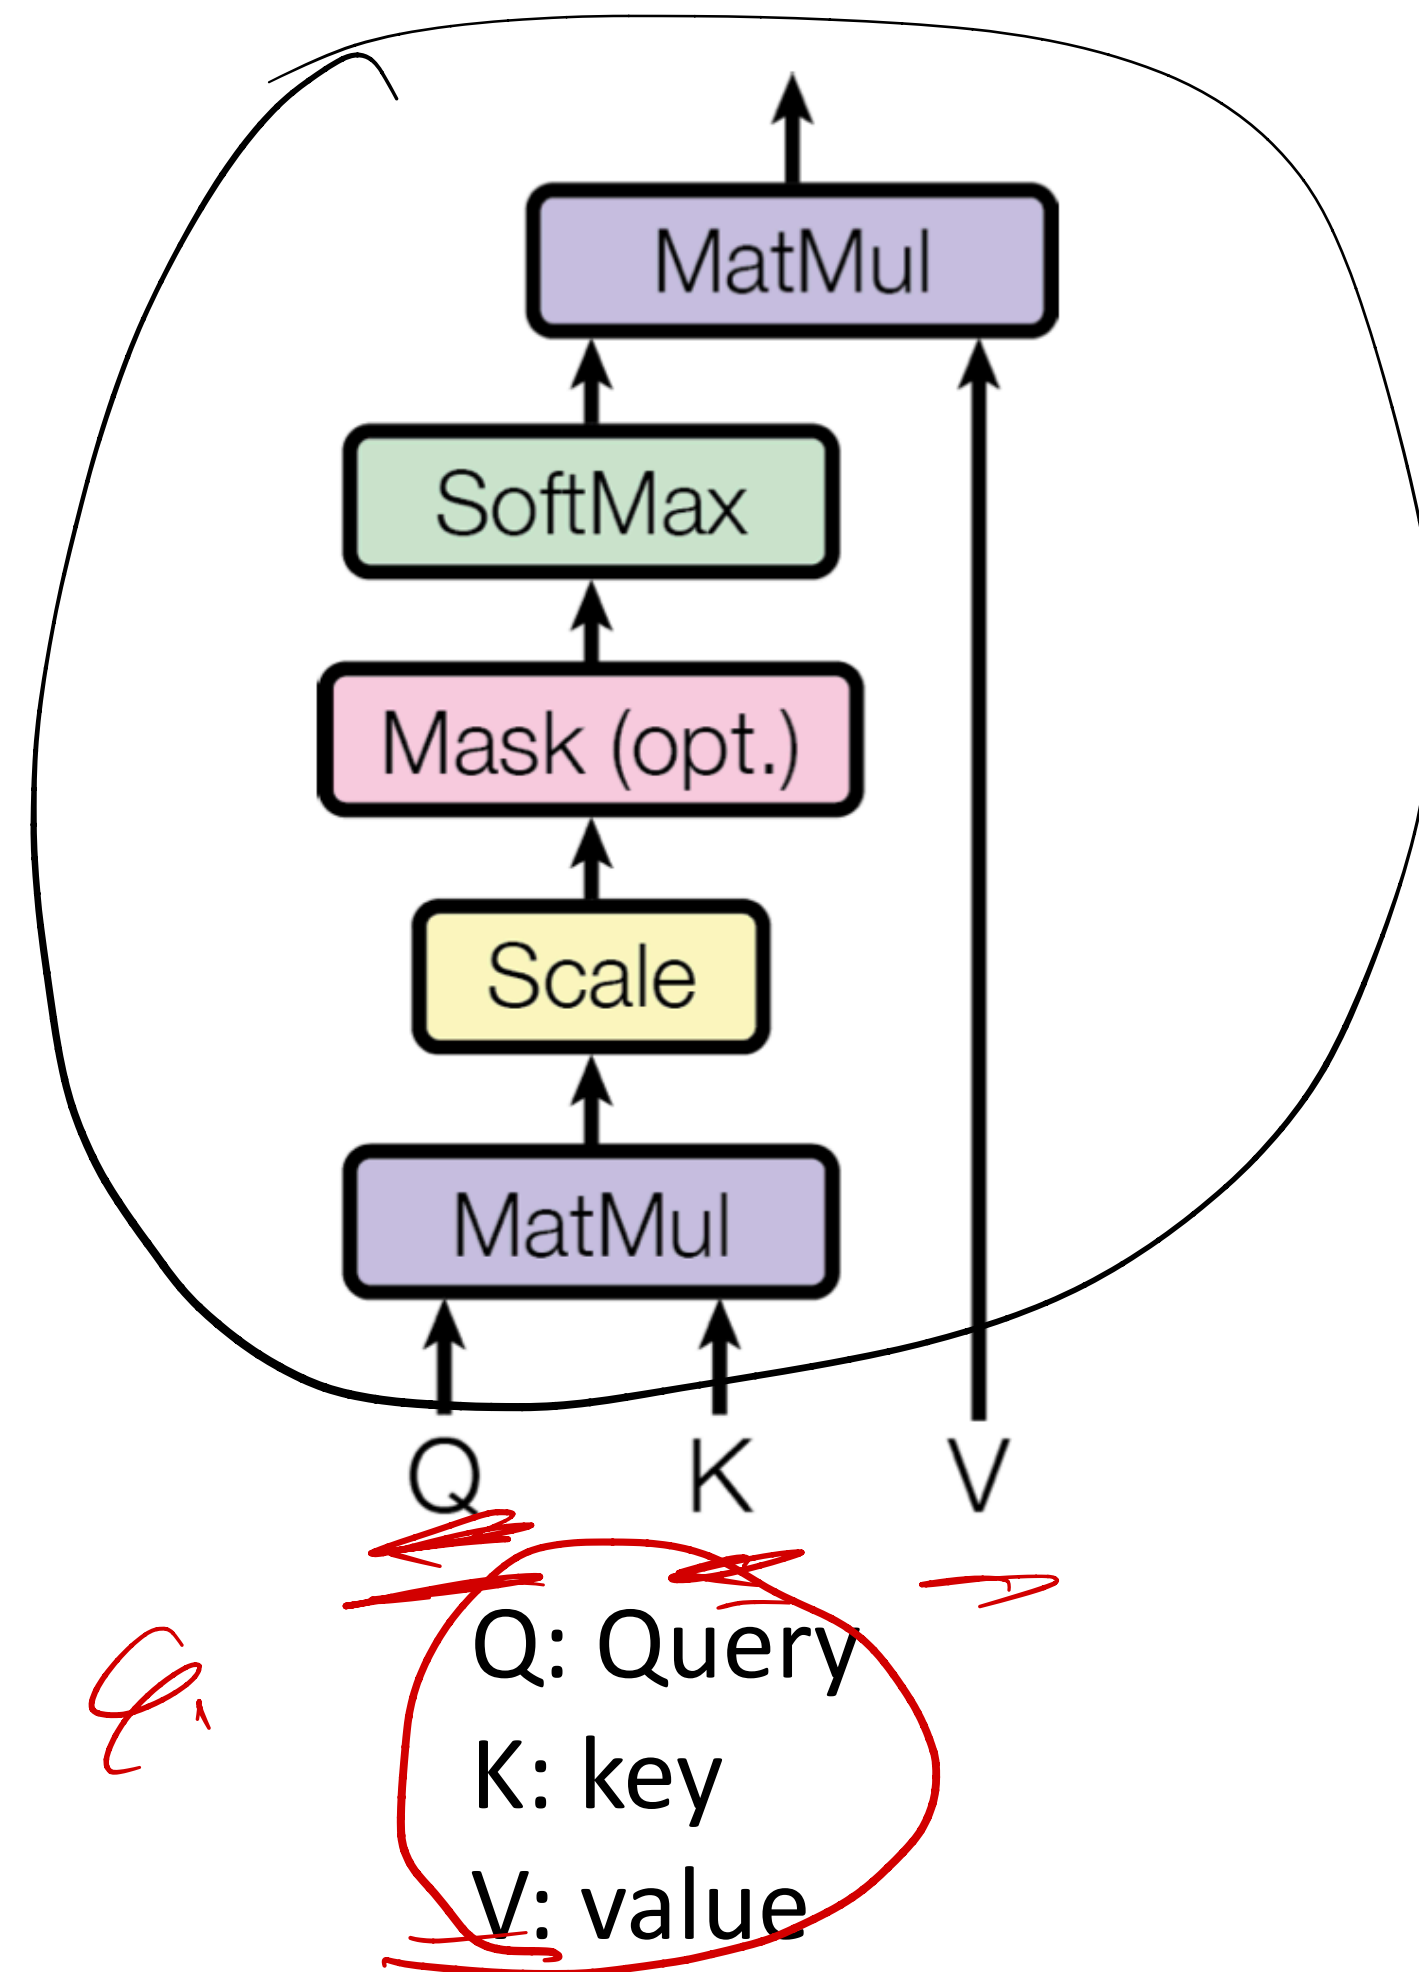 MatMul
SoftMax
Mask (opt.)
Scale
MatMul
Q K V
Q: Query
K: key
V: value